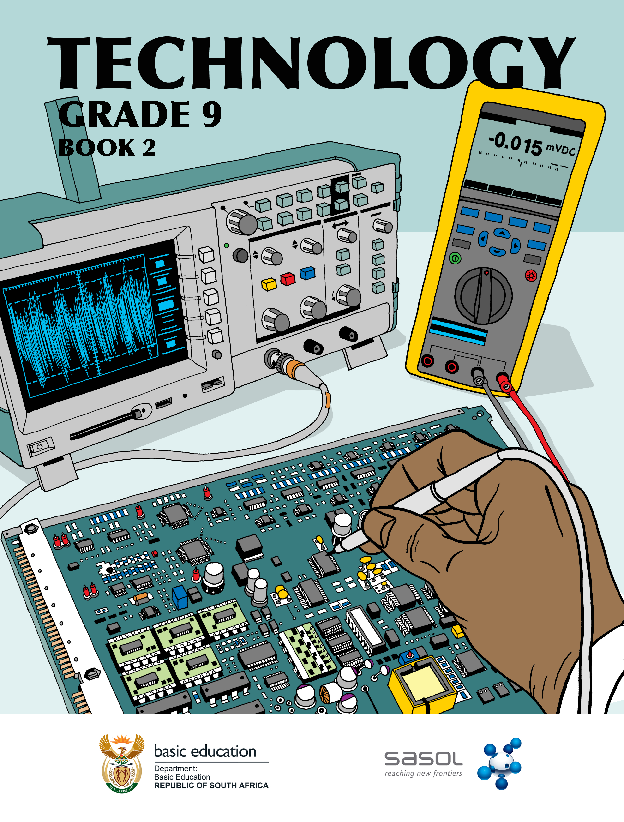 TECHNOLOGY
GRADE 9
BOOK 2
-0.015 mVDC
basic education
Department:
Basic Education
REPUBLIC OF SOUTH AFRICA
sasol
reaching new frontiers